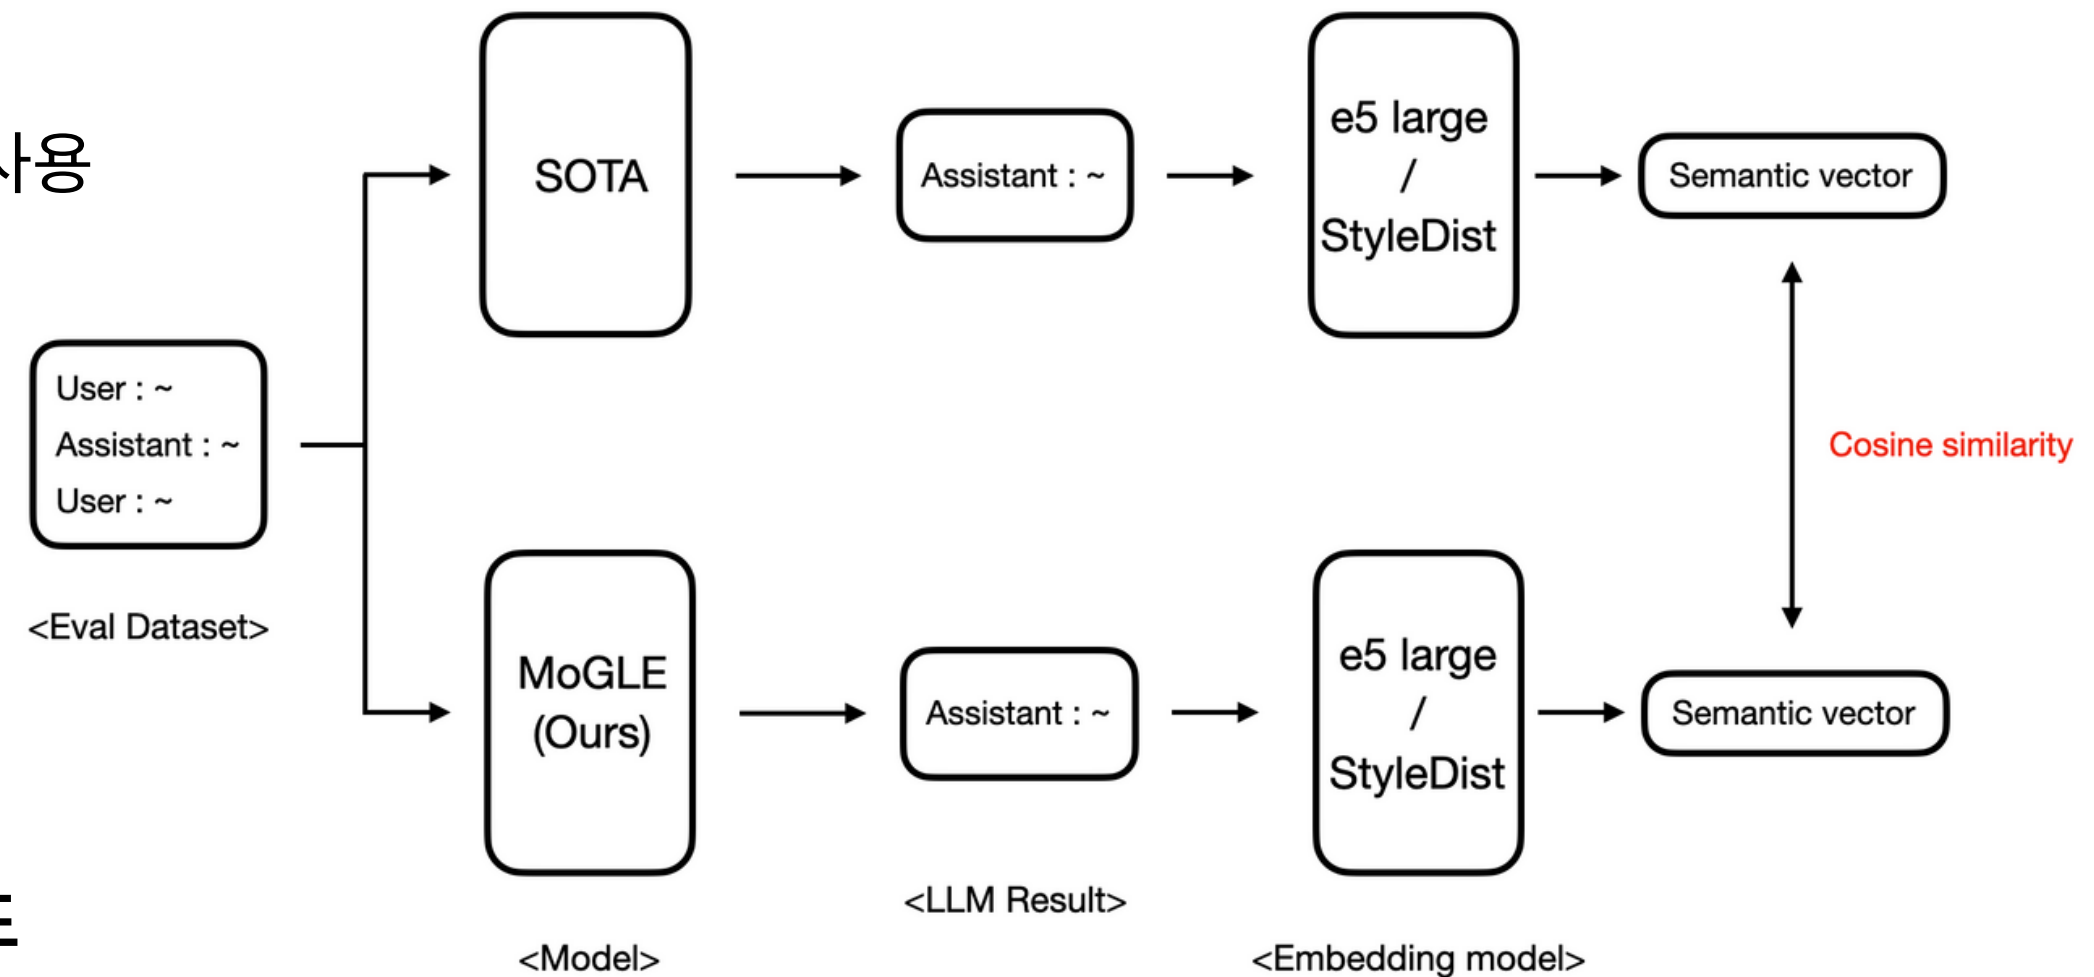 사용
SOTA
Assistant : ~
e5 large
/
StyleDist
Semantic vector
User : ~
Assistant : ~
User : ~
<Eval Dataset>
Cosine similarity
MoGLE
(Ours)
Assistant : ~
e5 large
/
StyleDist
Semantic vector
<LLM Result>
<Model>
<Embedding model>